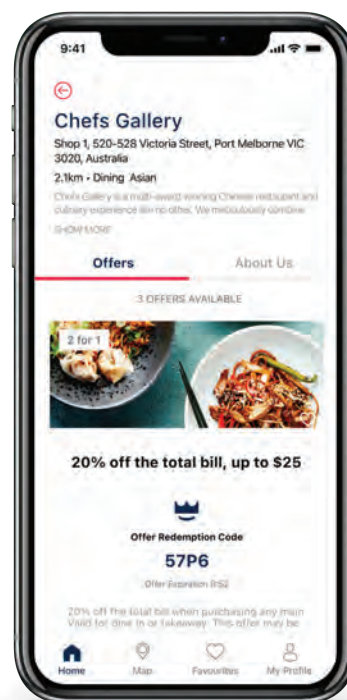 9:41
Chefs Gallery
Shop 1, 520-528 Victoria Street, Port Melborne VIC
3020, Australia
2.1km - Dining Asian
Chefs Gallery is a multi-award winning Chinese restaurant and
culinary experience like no other. We meticulously combine
SHOW MORE
Offers
About Us
3 OFFERS AVAILABLE
2 for 1
20% off the total bill, up to $25
Offer Redemption Code
57P6
Offer Expiration 9:52
20% off the total bill when purchasing any main
Valid for dine in or takeaway. This offer may be
Home
Map
Favourites
My Profile